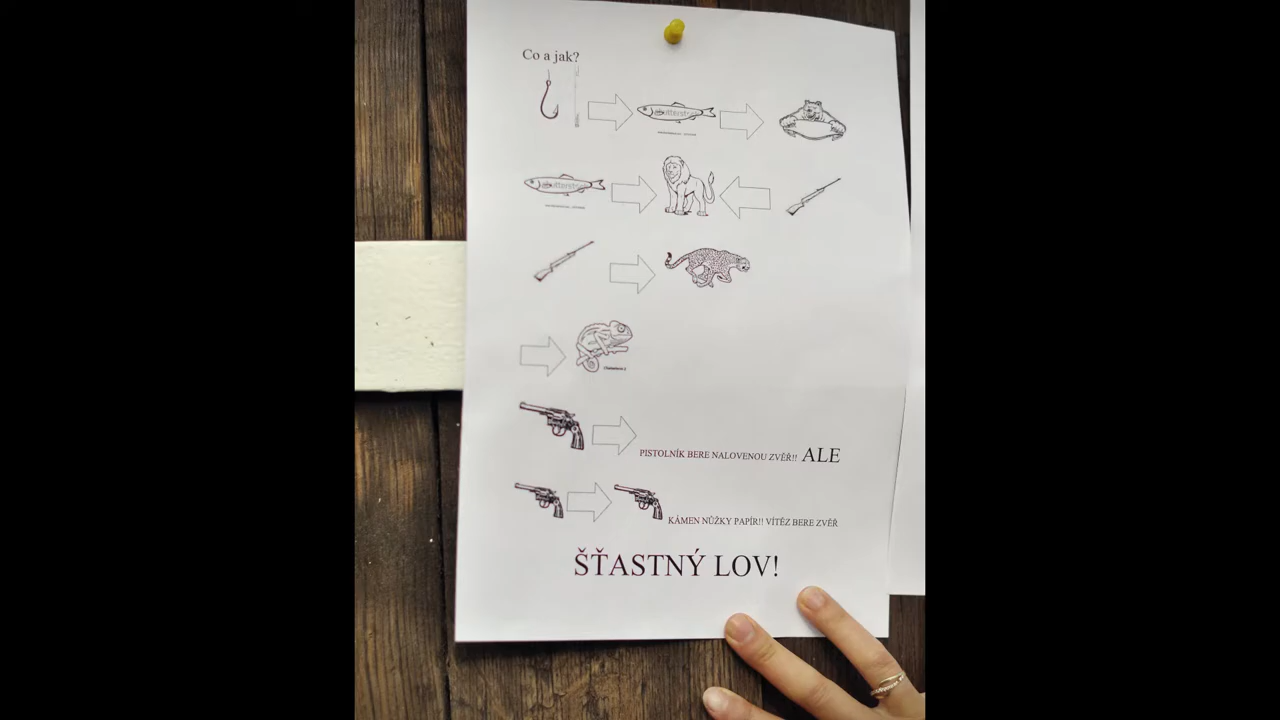 Co a jak?
PISTOLNÍK BERE NALOVENOU ZVĚŘ!! ALE
KÁMEN NŮŽKY PAPÍR!! VÍTĚZ BERE ZVĚŘ
ŠŤASTNÝ LOV!